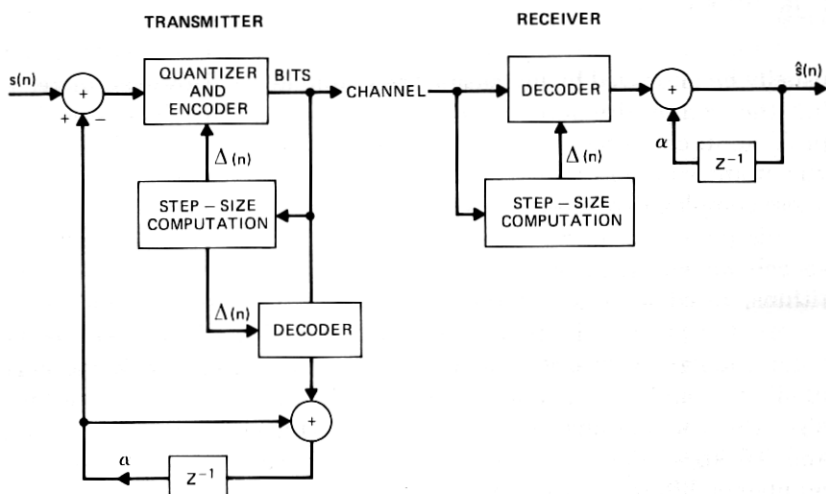 TRANSMITTER
RECEIVER
s(n)
+
+
−
QUANTIZER
AND
ENCODER
BITS
CHANNEL
DECODER
+
ŝ(n)
Δ(n)
α
Z⁻¹
Δ(n)
STEP – SIZE
COMPUTATION
STEP – SIZE
COMPUTATION
Δ(n)
DECODER
+
α
Z⁻¹